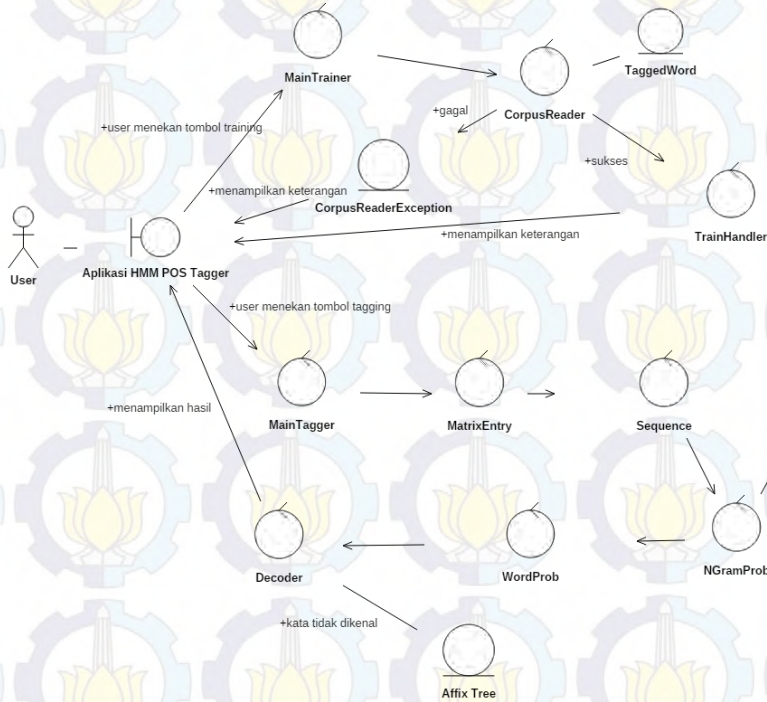 MainTrainer
TaggedWord
+gagal
CorpusReader
+user menekan tombol training
+sukses
+menampilkan keterangan
CorpusReaderException
TrainHandler
+menampilkan keterangan
User
Aplikasi HMM POS Tagger
+user menekan tombol tagging
+menampilkan hasil
MainTagger
MatrixEntry
Sequence
NGramProb
Decoder
WordProb
+kata tidak dikenal
Affix Tree